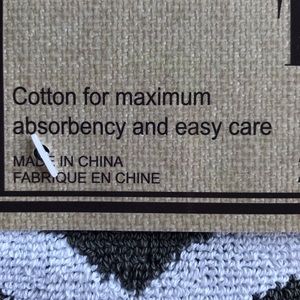 Cotton for maximum
absorbency and easy care
MADE IN CHINA
FABRIQUE EN CHINE